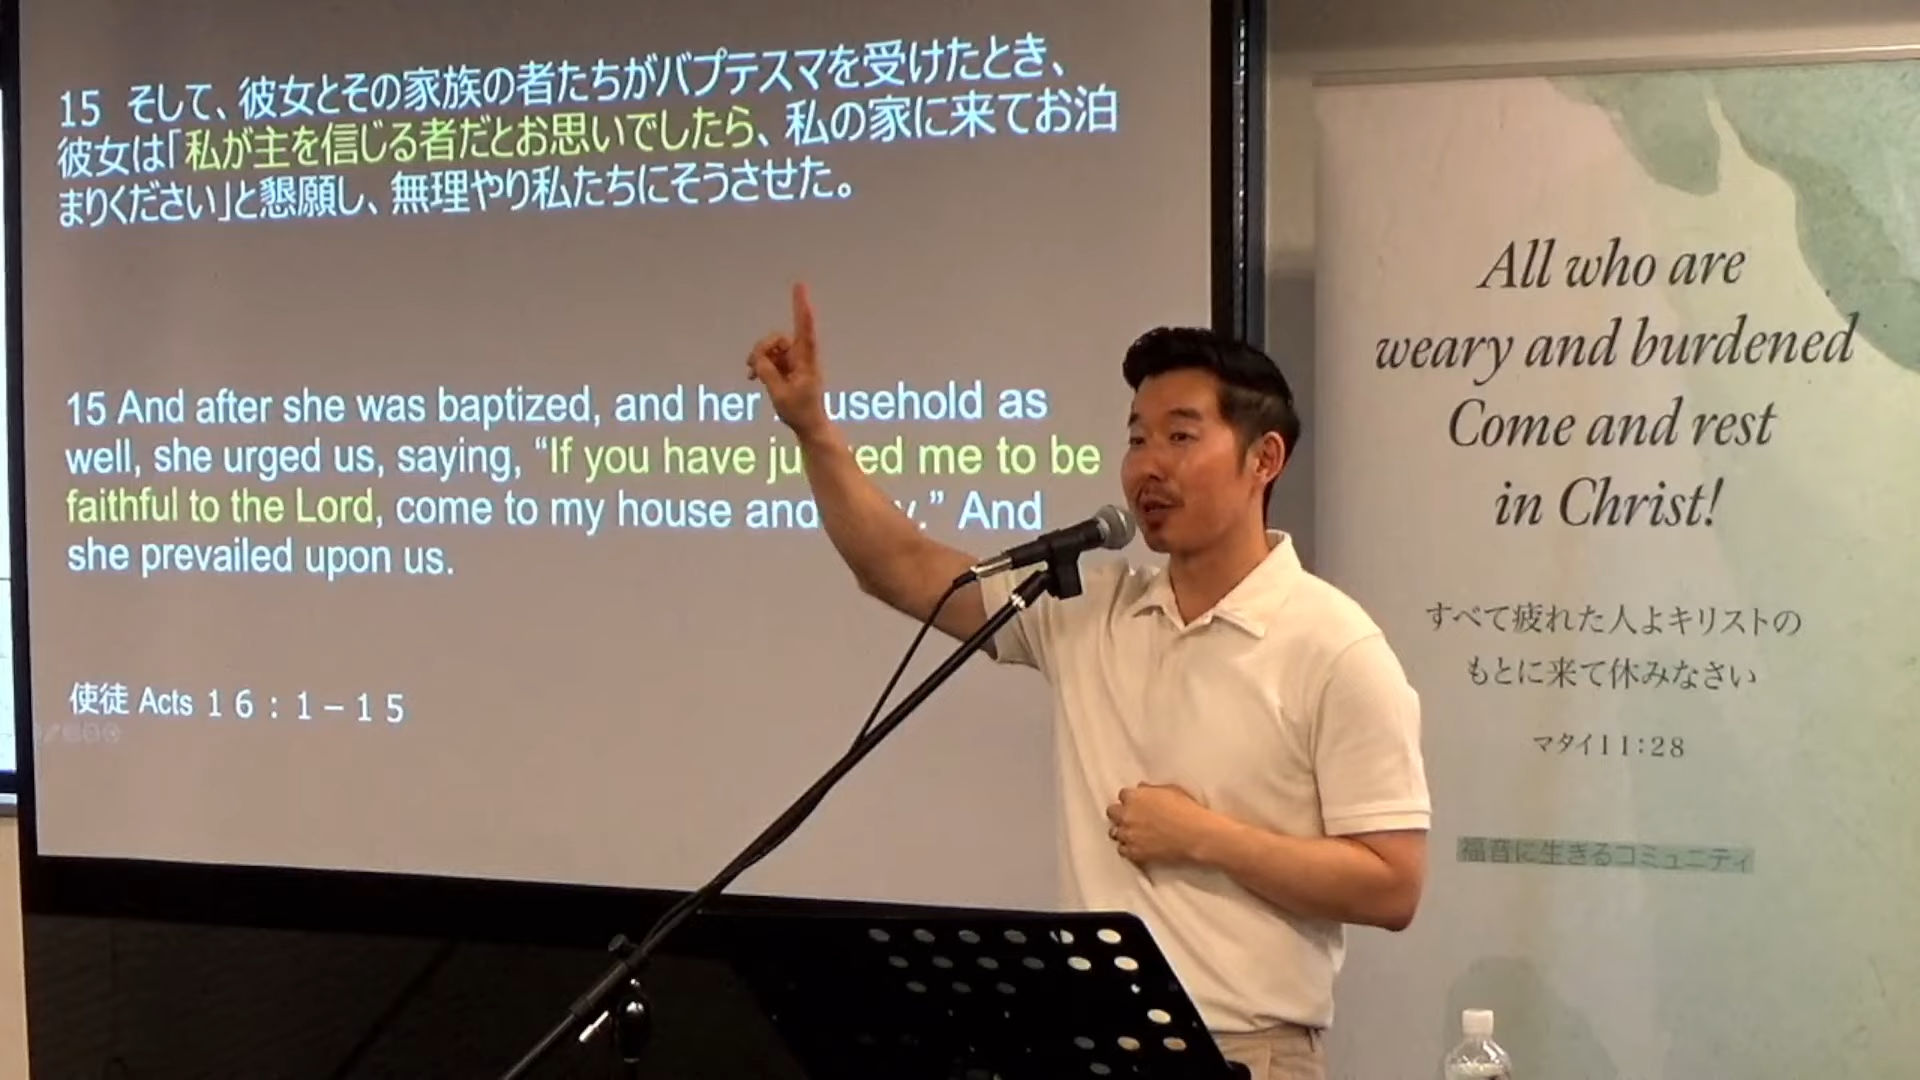 15 そして、彼女とその家族の者たちがバプテスマを受けたとき、
彼女は「私が主を信じる者だとお思いでしたら、私の家に来てお泊
まりください」と懇願し、無理やり私たちにそうさせた。
15 And after she was baptized, and her usehold as
well, she urged us, saying, “If you have ju ed me to be
faithful to the Lord, come to my house and y.” And
she prevailed upon us.
使徒 Acts 16：1－15
All who are
weary and burdened
Come and rest
in Christ!
すべて疲れた人よキリストの
もとに来て休みなさい
マタイ11:28
福音に生きるコミュニティ